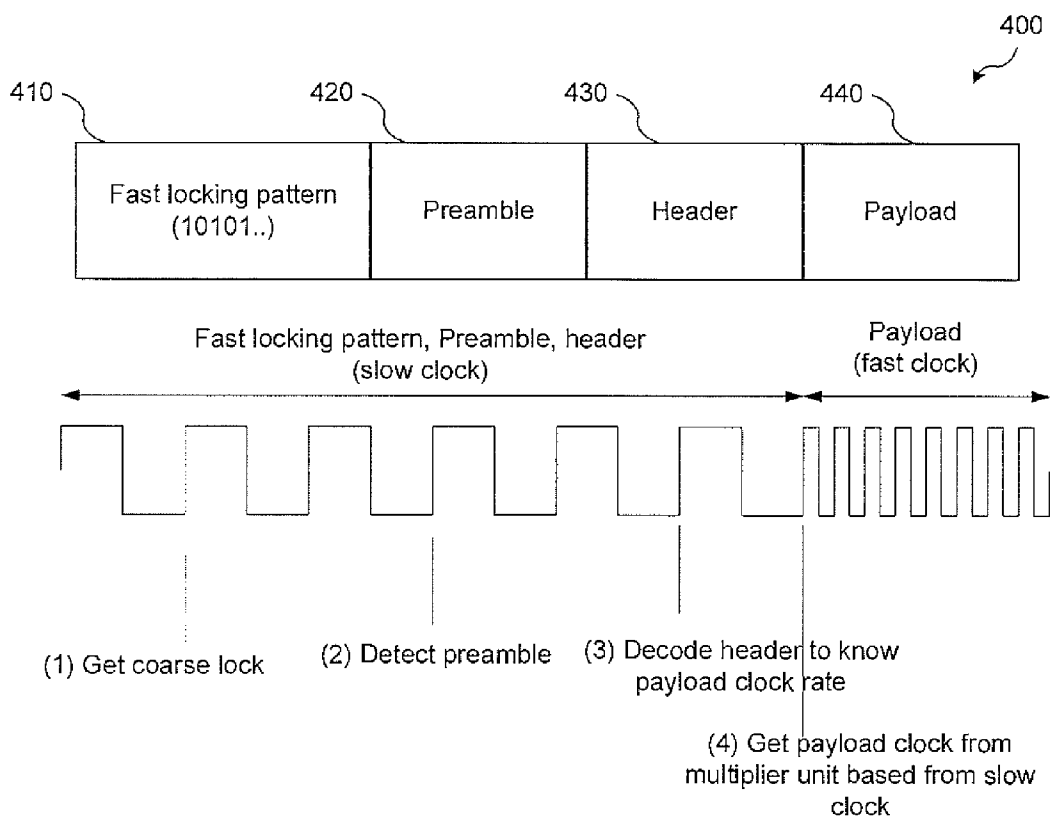 400
410
420
430
440
Fast locking pattern
(10101..)
Preamble
Header
Payload
Fast locking pattern, Preamble, header
(slow clock)
Payload
(fast clock)
(1) Get coarse lock
(2) Detect preamble
(3) Decode header to know
payload clock rate
(4) Get payload clock from
multiplier unit based from slow
clock